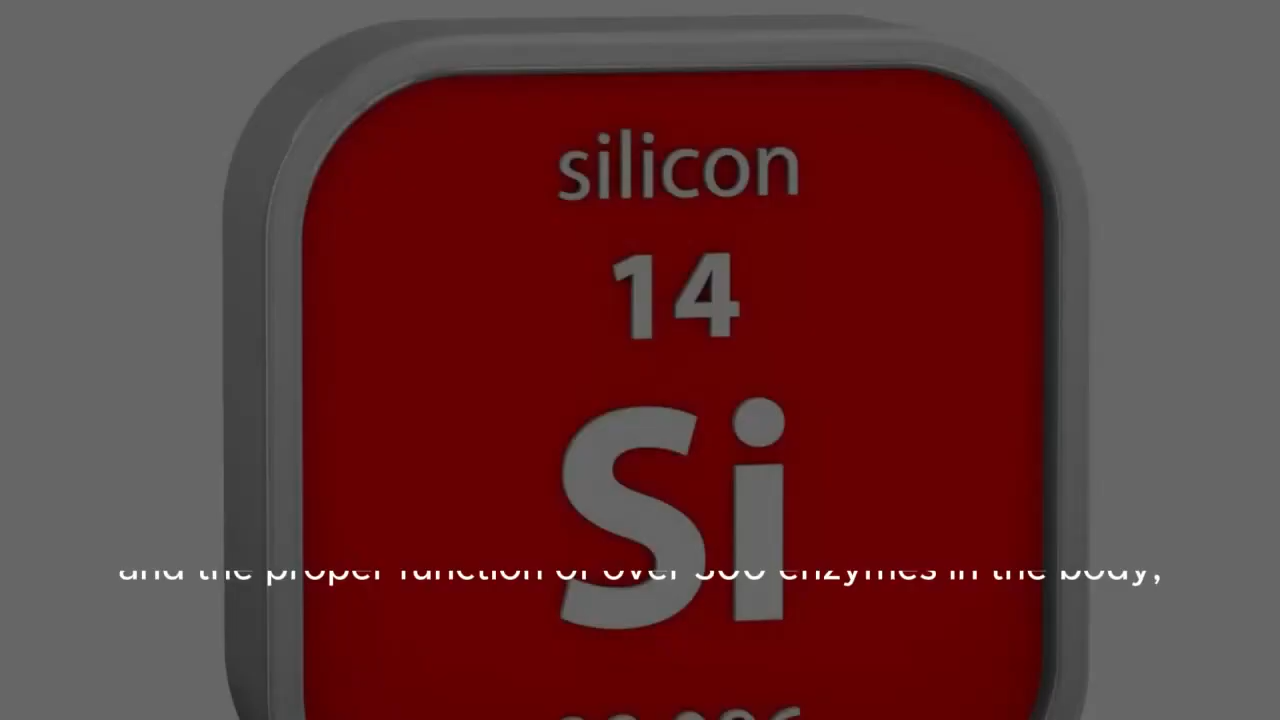 silicon
14
Si
and the proper function of over 300 enzymes in the body,